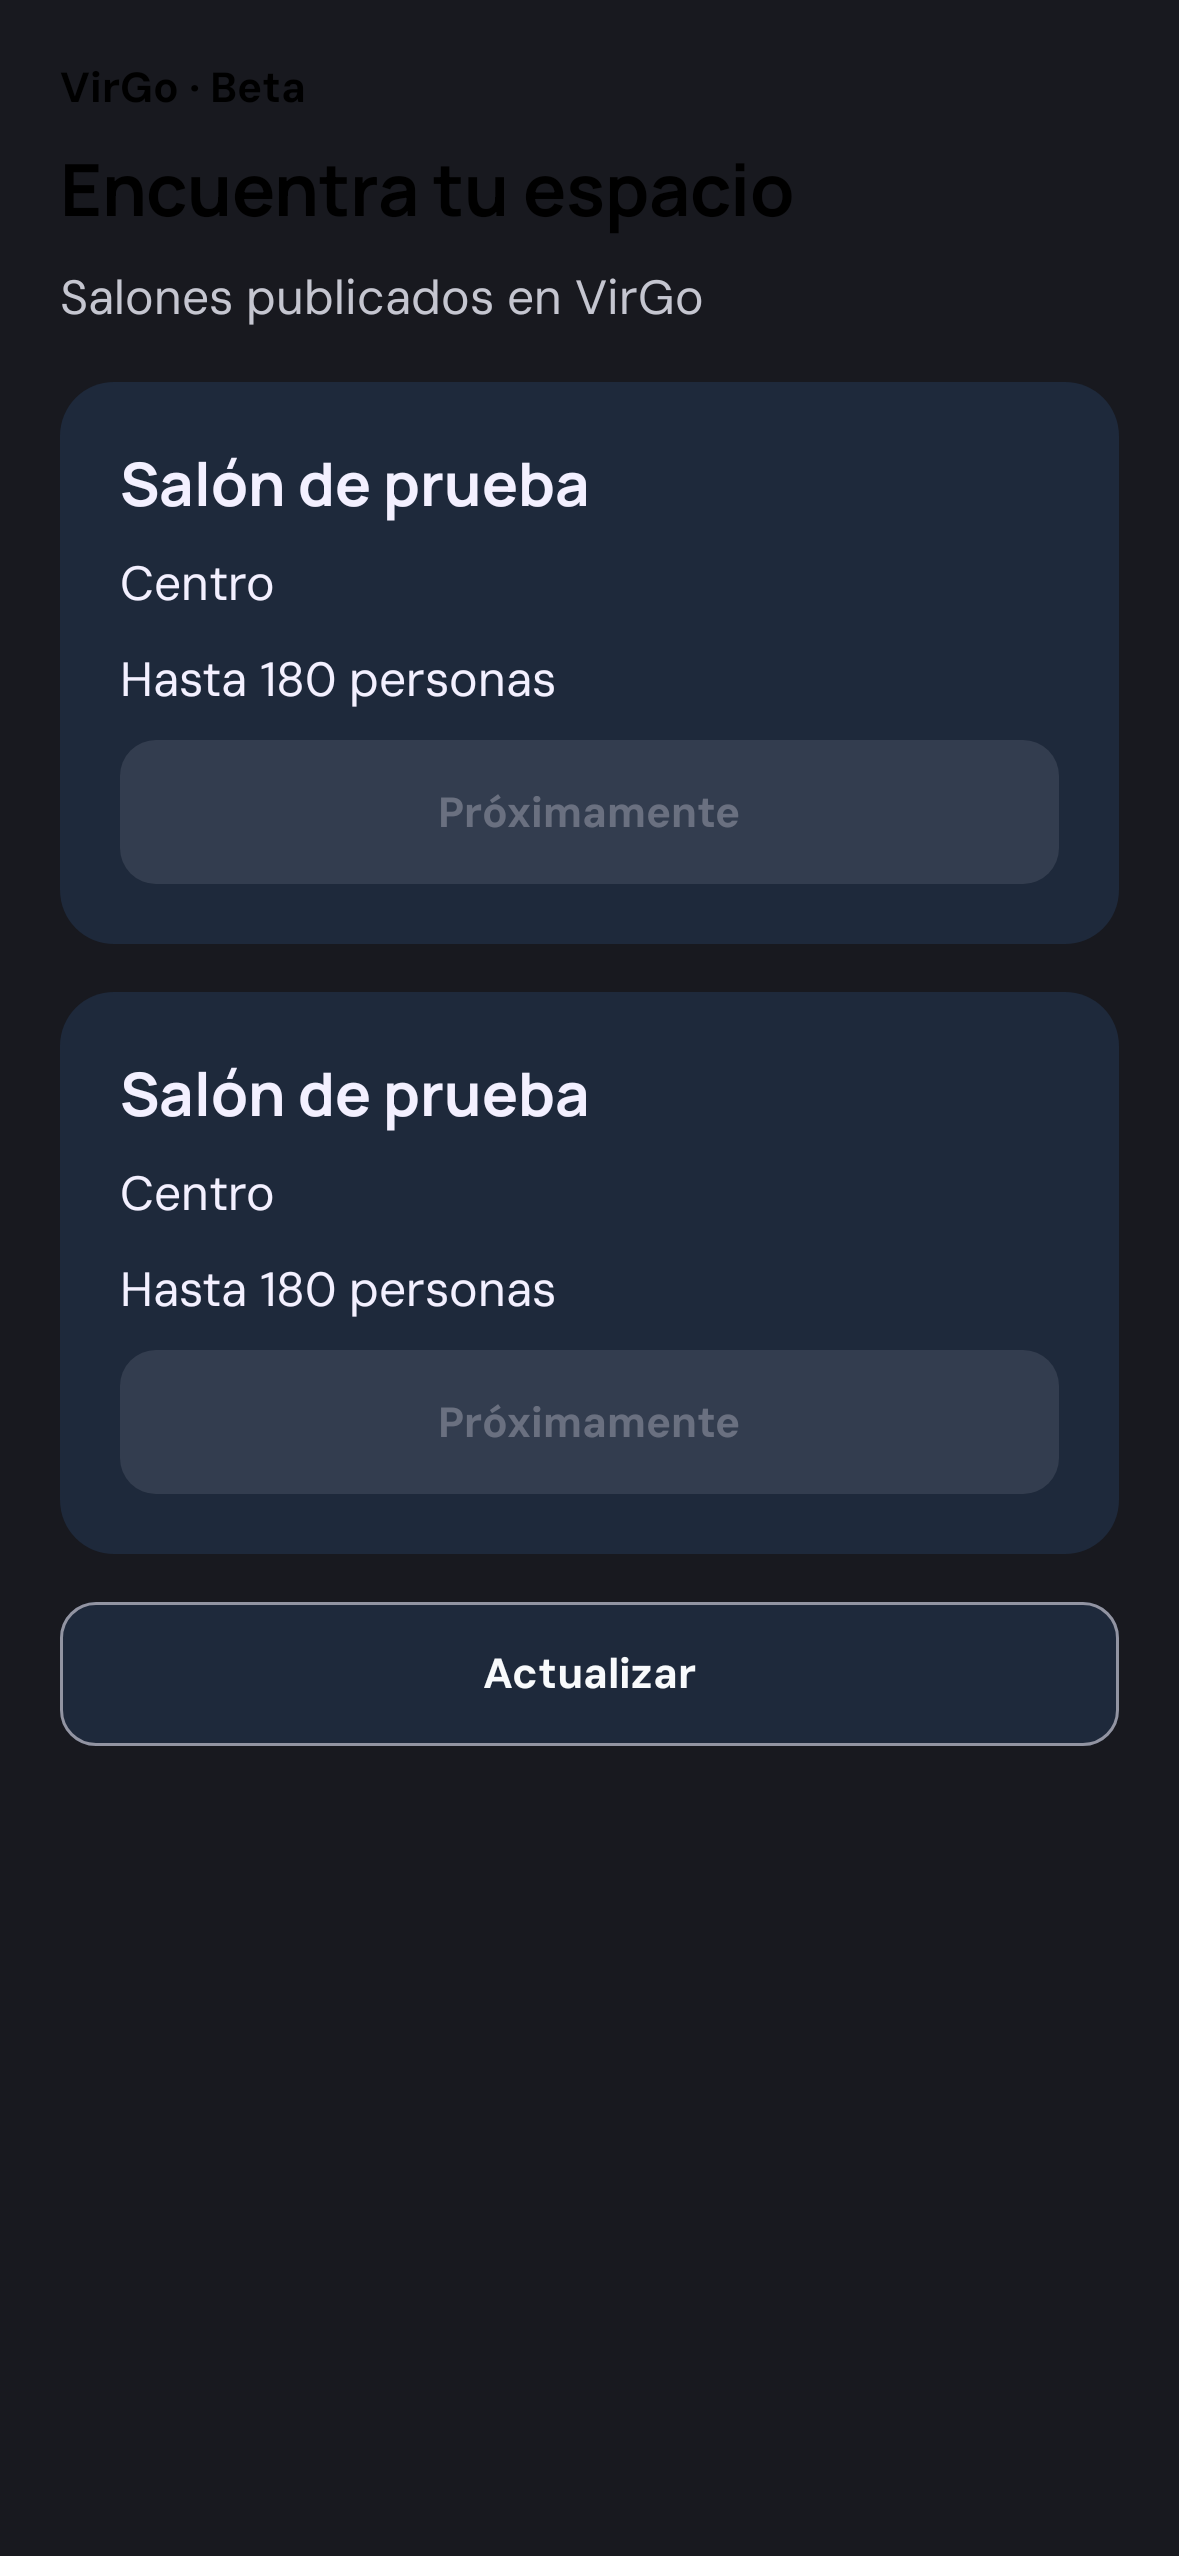 VirGo · Beta
Encuentra tu espacio
Salones publicados en VirGo
Salón de prueba
Centro
Hasta 180 personas
Próximamente
Salón de prueba
Centro
Hasta 180 personas
Próximamente
Actualizar